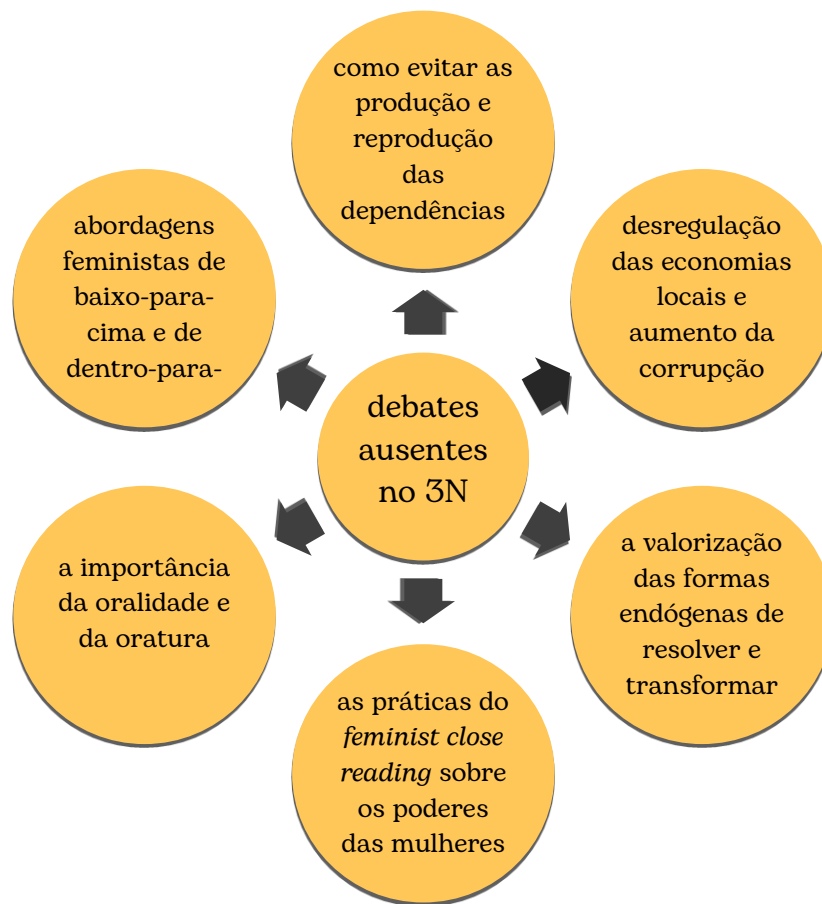 como evitar as
produção e
reprodução
das
dependências
abordagens
feministas de
baixo-para-
cima e de
dentro-para-
desregulação
das economias
locais e
aumento da
corrupção
debates
ausentes
no 3N
a importância
da oralidade e
da oratura
a valorização
das formas
endógenas de
resolver e
transformar
as práticas do
feminist close
reading sobre
os poderes
das mulheres